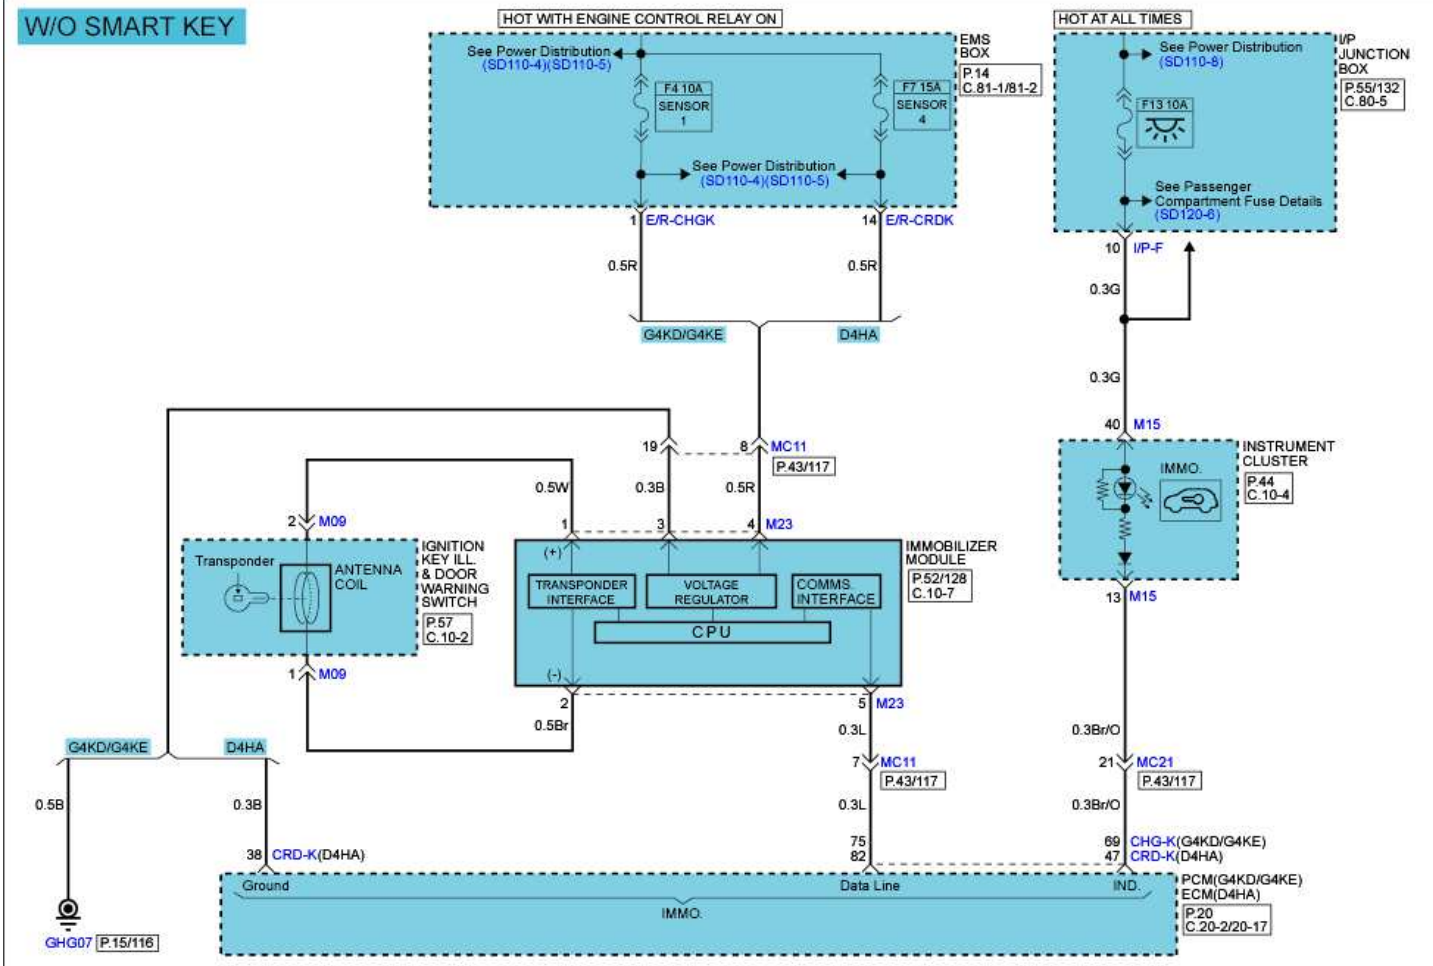 W/O SMART KEY
HOT WITH ENGINE CONTROL RELAY ON
HOT AT ALL TIMES
See Power Distribution
(SD110-4)(SD110-5)
F4 10A
SENSOR
1
F7 15A
SENSOR
4
EMS
BOX
P.14
C.81-1/81-2
See Power Distribution
(SD110-4)(SD110-5)
1 E/R-CHGK
14 E/R-CRDK
See Power Distribution
(SD110-8)
F13 10A
I/P
JUNCTION
BOX
P.55/132
C.80-5
See Passenger
Compartment Fuse Details
(SD120-6)
10 I/P-F
0.5R
0.5R
0.3G
G4KD/G4KE
D4HA
0.3G
40 M15
19
8 MC11
P.43/117
0.5W
0.3B
0.5R
INSTRUMENT
CLUSTER
P.44
C.10-4
IMMO.
2 M09
1
3
4 M23
Transponder
ANTENNA
COIL
IGNITION
KEY ILL.
& DOOR
WARNING
SWITCH
P.57
C.10-2
(+)
TRANSPONDER
INTERFACE
VOLTAGE
REGULATOR
COMMS.
INTERFACE
CPU
(-)
IMMOBILIZER
MODULE
P.52/128
C.10-7
13 M15
1 M09
2
5 M23
0.5Br
0.3L
0.3Br/O
G4KD/G4KE
D4HA
7 MC11
P.43/117
21 MC21
P.43/117
0.5B
0.3B
0.3L
0.3Br/O
38 CRD-K(D4HA)
75
82
69 CHG-K(G4KD/G4KE)
47 CRD-K(D4HA)
Ground
Data Line
IND.
IMMO.
PCM(G4KD/G4KE)
ECM(D4HA)
P.20
C.20-2/20-17
GHG07 P.15/116